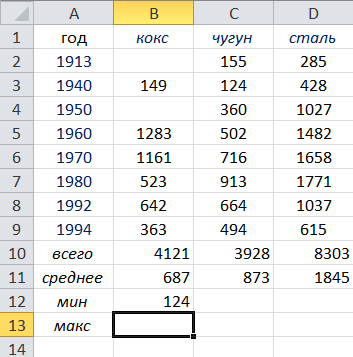 A B C D
1 год кокс чугун сталь
2 1913 155 285
3 1940 149 124 428
4 1950 360 1027
5 1960 1283 502 1482
6 1970 1161 716 1658
7 1980 523 913 1771
8 1992 642 664 1037
9 1994 363 494 615
10 всего 4121 3928 8303
11 среднее 687 873 1845
12 мин 124
13 макс
14